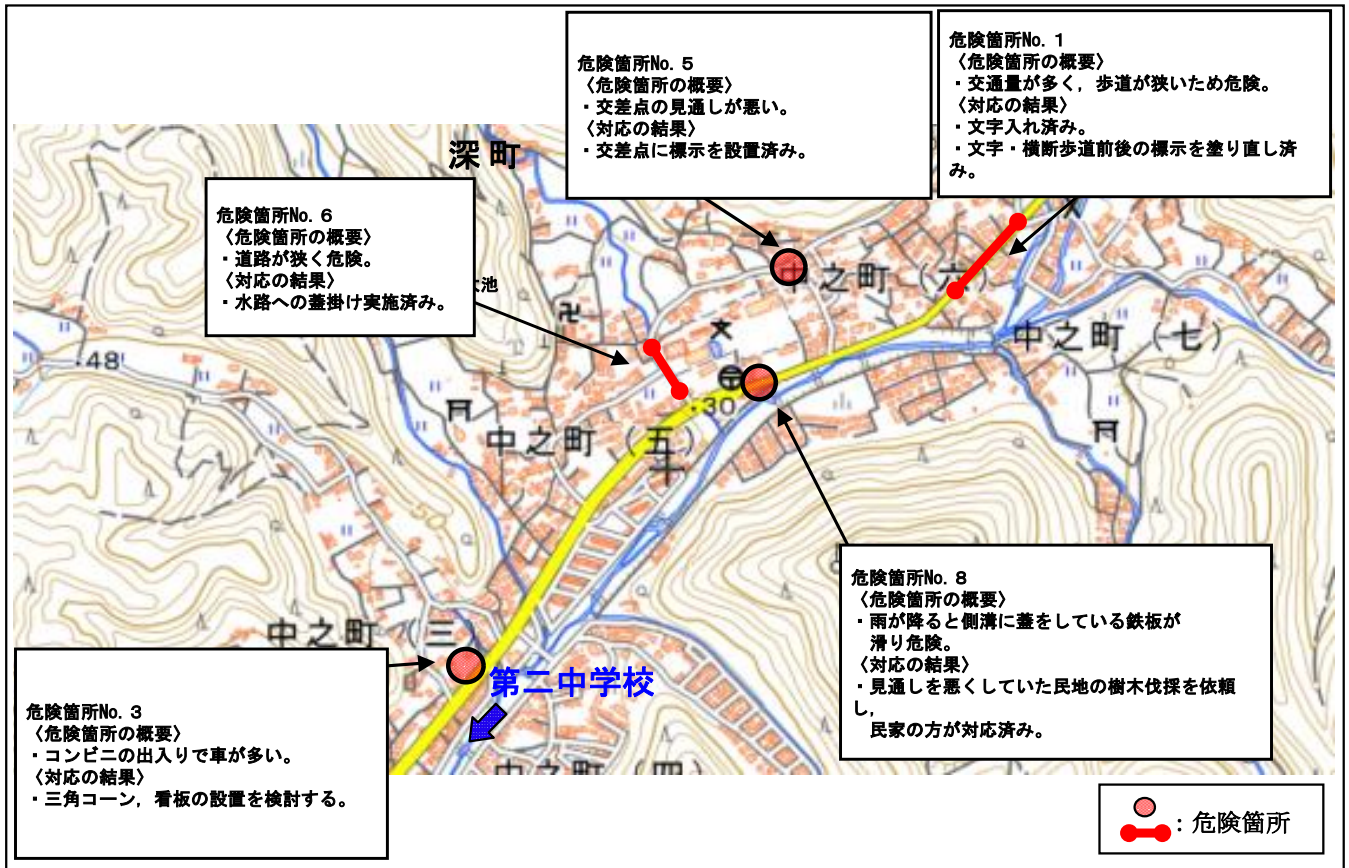 危険箇所No. 5
〈危険箇所の概要〉
・交差点の見通しが悪い。
〈対応の結果〉
・交差点に標示を設置済み。
危険箇所No. 1
〈危険箇所の概要〉
・交通量が多く，歩道が狭いため危険。
〈対応の結果〉
・文字入れ済み。
・文字・横断歩道前後の標示を塗り直し済
み。
深町
危険箇所No. 6
〈危険箇所の概要〉
・道路が狭く危険。
〈対応の結果〉
・水路への蓋掛け実施済み。
池
中之町（六）
中之町（七）
・48
・30
中之町（五）
50
中之町（三）
第二中学校
中之町（四）
危険箇所No. 8
〈危険箇所の概要〉
・雨が降ると側溝に蓋をしている鉄板が
滑り危険。
〈対応の結果〉
・見通しを悪くしていた民地の樹木伐採を依頼
し，
民家の方が対応済み。
危険箇所No. 3
〈危険箇所の概要〉
・コンビニの出入りで車が多い。
〈対応の結果〉
・三角コーン，看板の設置を検討する。
：危険箇所